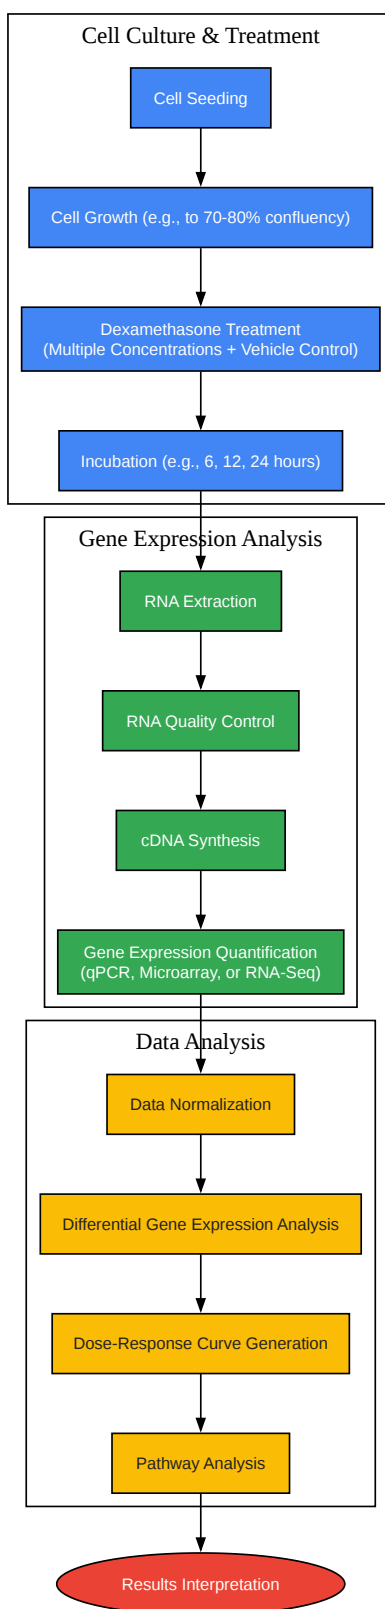 Cell Culture & Treatment
Cell Seeding
Cell Growth (e.g., to 70-80% confluency)
Dexamethasone Treatment
(Multiple Concentrations + Vehicle Control)
Incubation (e.g., 6, 12, 24 hours)
Gene Expression Analysis
RNA Extraction
RNA Quality Control
cDNA Synthesis
Gene Expression Quantification
(qPCR, Microarray, or RNA-Seq)
Data Analysis
Data Normalization
Differential Gene Expression Analysis
Dose-Response Curve Generation
Pathway Analysis
Results Interpretation